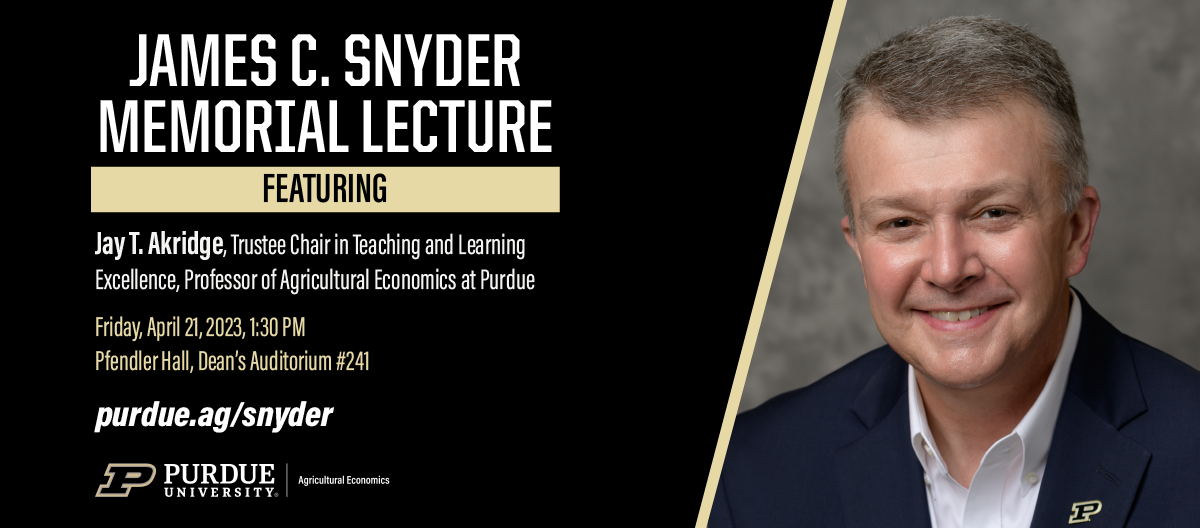 JAMES C. SNYDER
MEMORIAL LECTURE
FEATURING
Jay T. Akridge, Trustee Chair in Teaching and Learning
Excellence, Professor of Agricultural Economics at Purdue
Friday, April 21, 2023, 1:30 PM
Pfendler Hall, Dean's Auditorium #241
purdue.ag/snyder
P PURDUE
UNIVERSITY®
Agricultural Economics
P